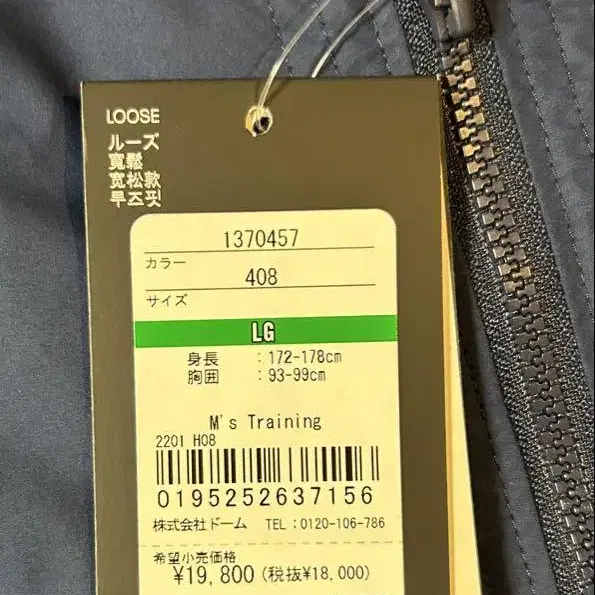 LOOSE
ルーズ
寬鬆
宽松款
루즈핏
1370457
カラー
408
サイズ
LG
身長 :172-178cm
胸囲 :93-99cm
M's Training
2201 H08
0195252637156
株式会社ドーム TEL:0120-106-786
希望小売価格
¥19,800 (税抜¥18,000)